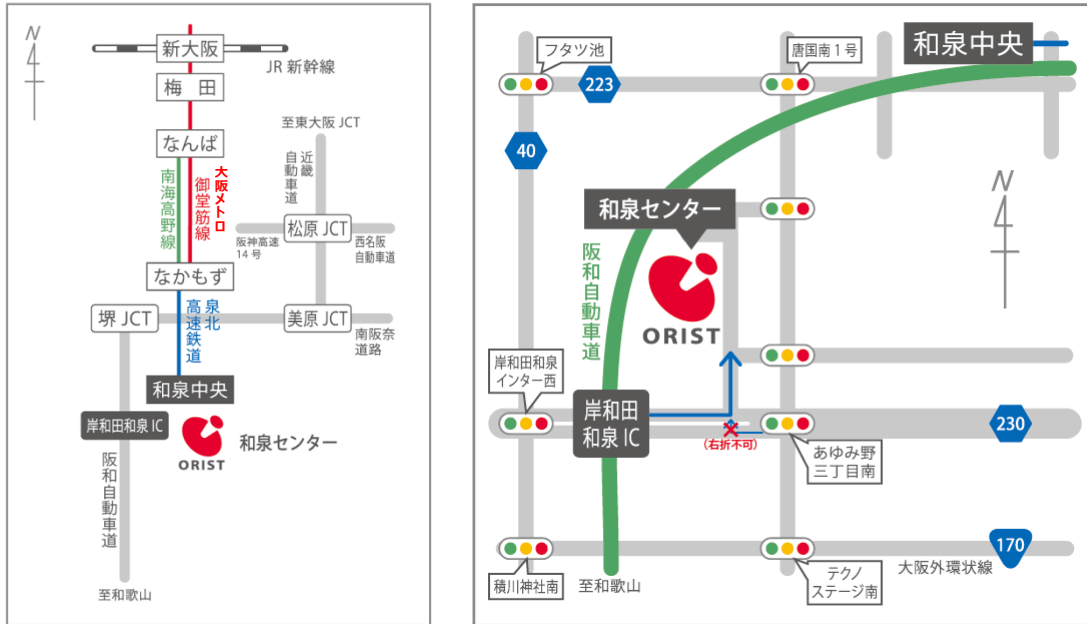 N
新大阪
JR 新幹線
梅 田
なんば
南海高野線
御堂筋線
大阪メトロ
至東大阪 JCT
近畿
自動車道
松原 JCT
阪神高速
14 号
西名阪
自動車道
なかもず
堺 JCT
泉北
高速鉄道
美原 JCT
南阪奈
道路
和泉中央
岸和田和泉 IC
ORIST
和泉センター
阪和自動車道
至和歌山
フタツ池
唐国南 1 号
和泉中央
223
40
N
和泉センター
阪和自動車道
ORIST
岸和田和泉
インター西
岸和田
和泉 IC
(右折不可)
230
あゆみ野
三丁目南
170
大阪外環状線
積川神社南
至和歌山
テクノ
ステージ南